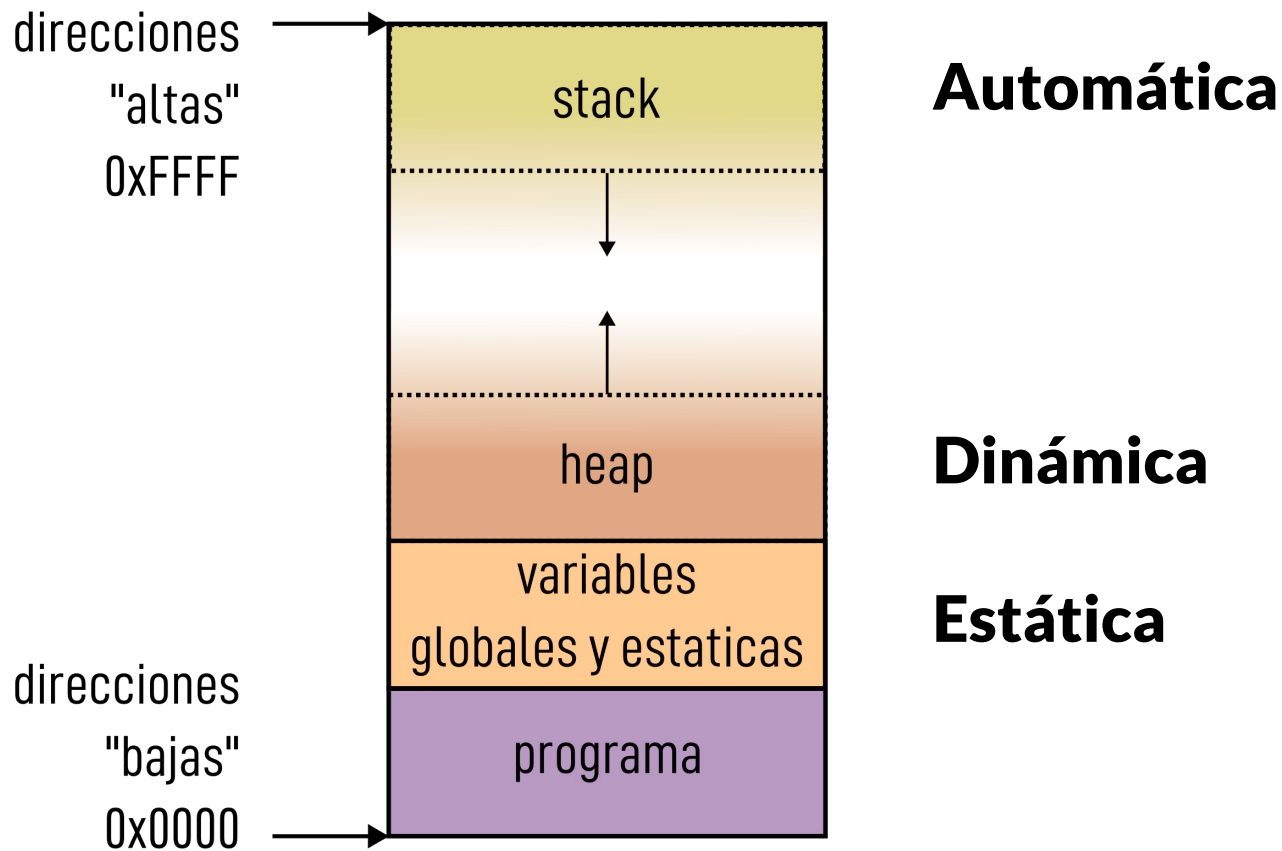 direcciones
"altas"
0xFFFF
stack
Automática
heap
Dinámica
variables
globales y estaticas
Estática
direcciones
"bajas"
0x0000
programa